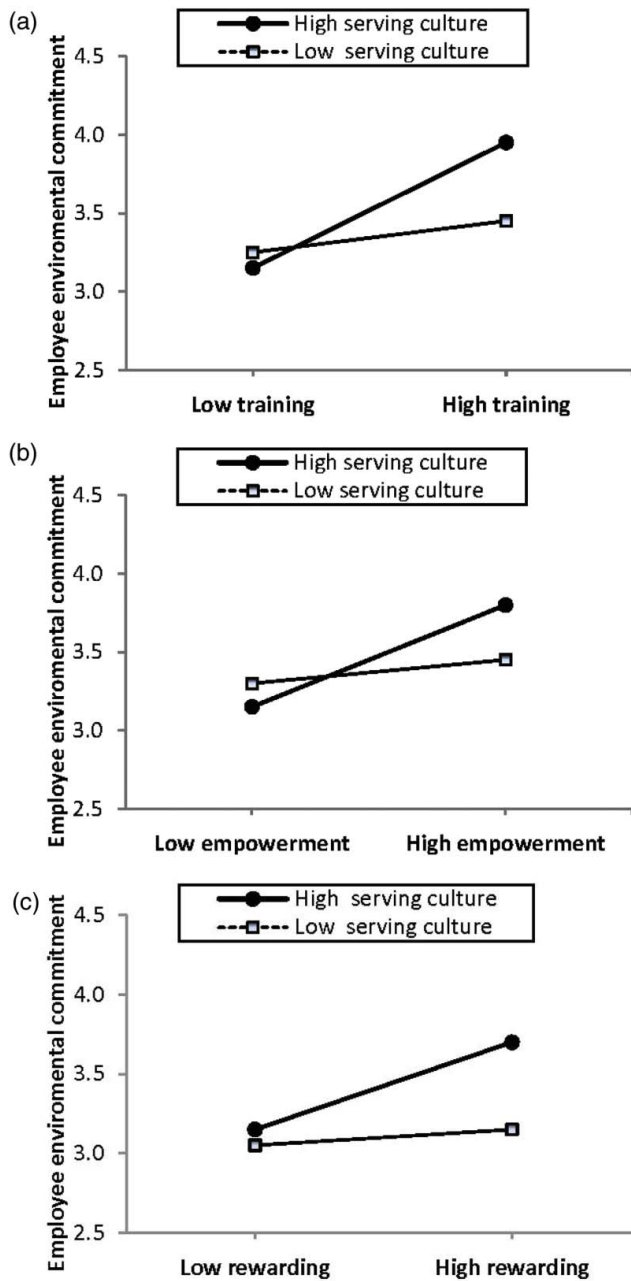 (a)
High serving culture
Low serving culture
Employee enviromental commitment
4.5
4.0
3.5
3.0
2.5
Low training High training
(b)
High serving culture
Low serving culture
Employee enviromental commitment
4.5
4.0
3.5
3.0
2.5
Low empowerment High empowerment
(c)
High serving culture
Low serving culture
Employee enviromental commitment
4.5
4.0
3.5
3.0
2.5
Low rewarding High rewarding